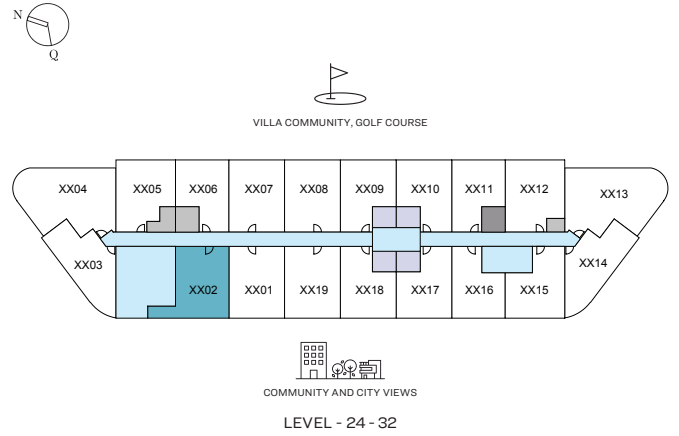 N
Q
VILLA COMMUNITY, GOLF COURSE
XX04 XX05 XX06 XX07 XX08 XX09 XX10 XX11 XX12 XX13
XX03 XX14
XX02 XX01 XX19 XX18 XX17 XX16 XX15
COMMUNITY AND CITY VIEWS
LEVEL - 24 - 32